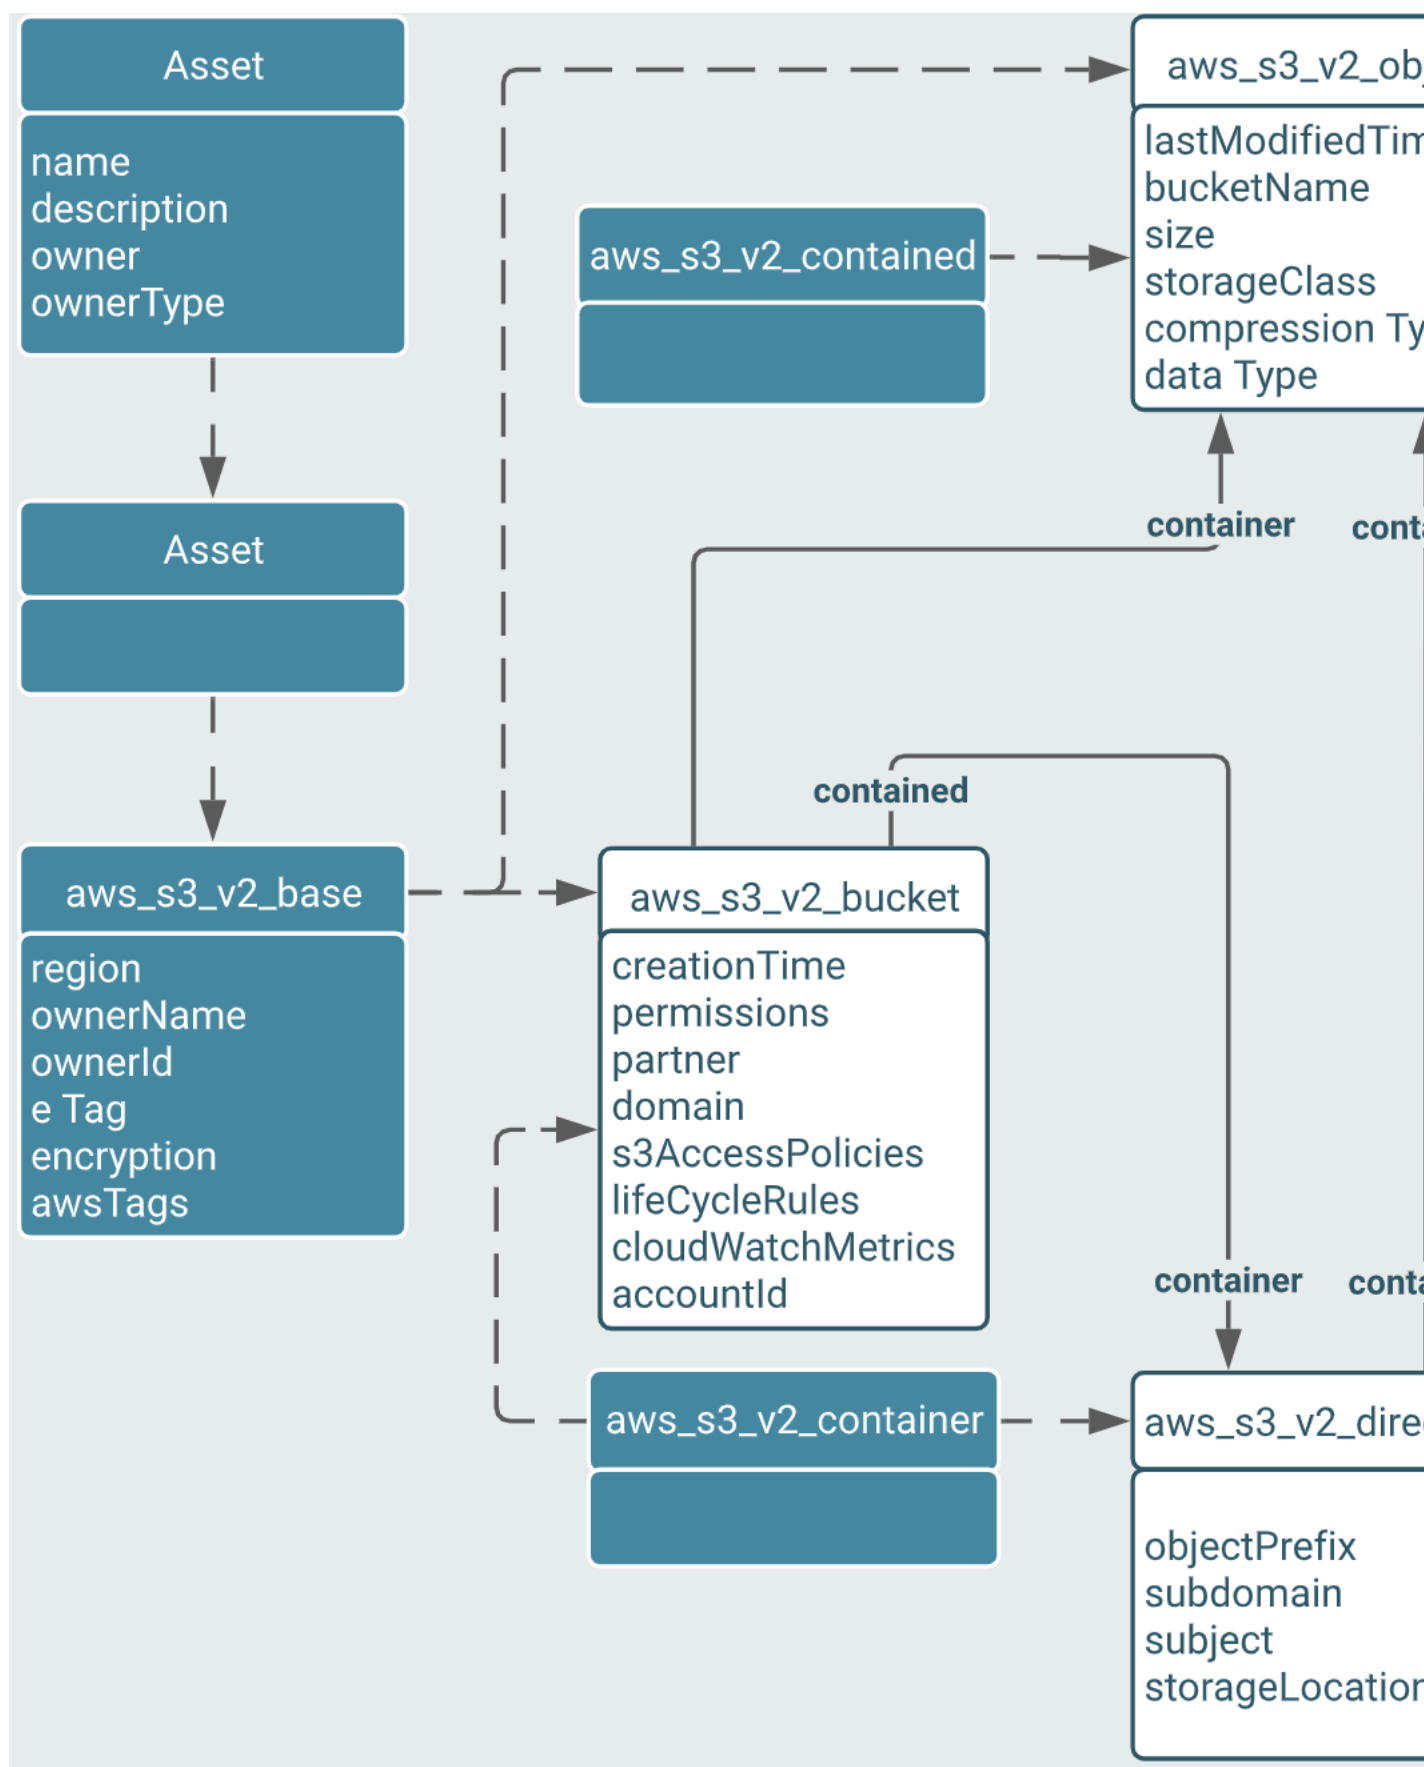 Asset
name
description
owner
ownerType
Asset
aws_s3_v2_base
region
ownerName
ownerId
e Tag
encryption
awsTags
aws_s3_v2_contained
contained
aws_s3_v2_bucket
creationTime
permissions
partner
domain
s3AccessPolicies
lifeCycleRules
cloudWatchMetrics
accountId
aws_s3_v2_container
bucketName
size
storageClass
compression
data Type
container
container
objectPrefix
subdomain
subject